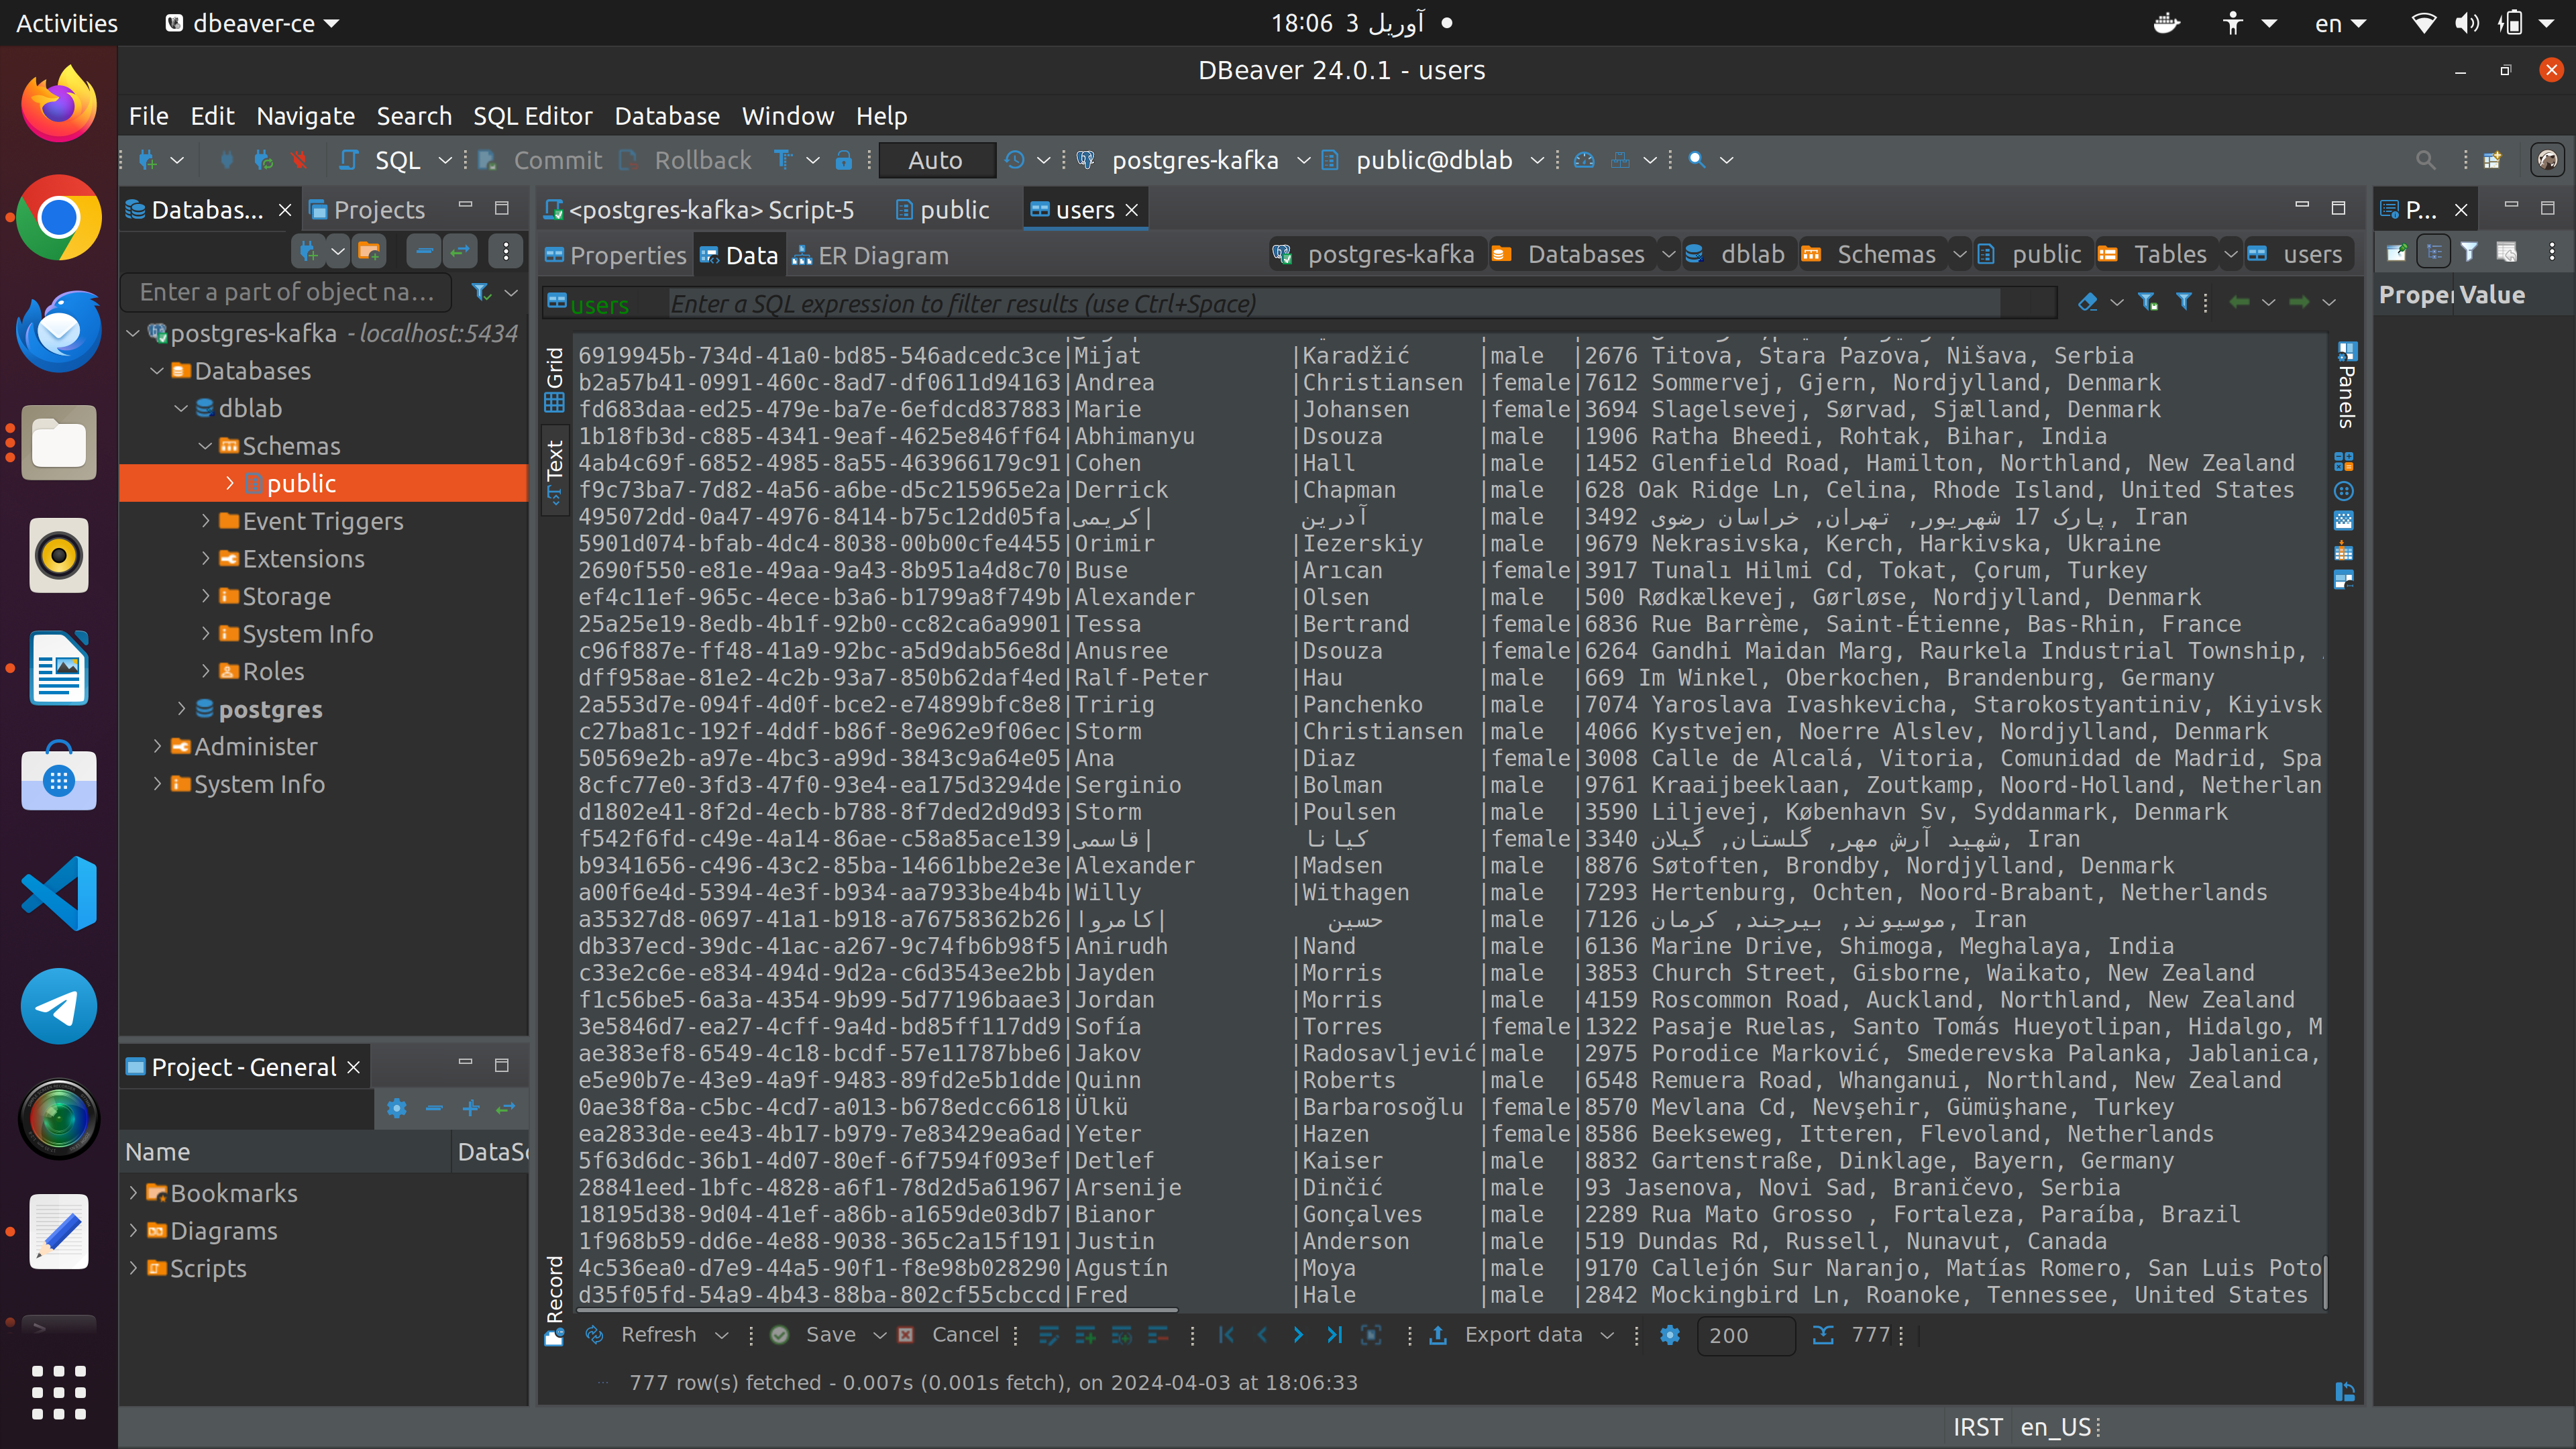 Activities dbeaver-ce 18:06 3 آوریل en
DBeaver 24.0.1 - users
File Edit Navigate Search SQL Editor Database Window Help
SQL Commit Rollback Auto postgres-kafka public@dblab
Databas... Projects <postgres-kafka> Script-5 public users P...
Properties Data ER Diagram postgres-kafka Databases dblab Schemas public Tables users
Enter a part of object na... users Enter a SQL expression to filter results (use Ctrl+Space) Value
postgres-kafka - localhost:5434
Databases
dblab
Schemas
public
Event Triggers
Extensions
Storage
System Info
Roles
postgres
Administer
System Info
Project - General
Name
Bookmarks
Diagrams
Scripts
Grid
Text
Record
6919945b-734d-41a0-bd85-546adcedc3ce|Mijat |Karadžić |male |2676 Titova, Stara Pazova, Nišava, Serbia
b2a57b41-0991-460c-8ad7-df0611d94163|Andrea |Christiansen |female|7612 Sommervej, Gjern, Nordjylland, Denmark
fd683daa-ed25-479e-ba7e-6efdcd837883|Marie |Johansen |female|3694 Slagelsevej, Sørvad, Sjælland, Denmark
1b18fb3d-c885-4341-9eaf-4625e846ff64|Abhimanyu |Dsouza |male |1906 Ratha Bheedi, Rohtak, Bihar, India
4ab4c69f-6852-4985-8a55-463966179c91|Cohen |Hall |male |1452 Glenfield Road, Hamilton, Northland, New Zealand
f9c73ba7-7d82-4a56-a6be-d5c215965e2a|Derrick |Chapman |male |628 Oak Ridge Ln, Celina, Rhode Island, United States
495072dd-0a47-4976-8414-b75c12dd05fa|آدرین |کریمی |male |3492 پارک 17 شهریور, تهران, خراسان رضوی, Iran
5901d074-bfab-4dc4-8038-00b00cfe4455|Orimir |Iezerskiy |male |9679 Nekrasivska, Kerch, Harkivska, Ukraine
2690f550-e81e-49aa-9a43-8b951a4d8c70|Buse |Arıcan |female|3917 Tunalı Hilmi Cd, Tokat, Çorum, Turkey
ef4c11ef-965c-4ece-b3a6-b1799a8f749b|Alexander |Olsen |male |500 Rødkælkevej, Gørløse, Nordjylland, Denmark
25a25e19-8edb-4b1f-92b0-cc82ca6a9901|Tessa |Bertrand |female|6836 Rue Barrème, Saint-Étienne, Bas-Rhin, France
c96f887e-ff48-41a9-92bc-a5d9dab56e8d|Anusree |Dsouza |female|6264 Gandhi Maidan Marg, Raurkela Industrial Township,
dff958ae-81e2-4c2b-93a7-850b62daf4ed|Ralf-Peter |Hau |male |669 Im Winkel, Oberkochen, Brandenburg, Germany
2a553d7e-094f-4d0f-bce2-e74899bfc8e8|Tririg |Panchenko |male |7074 Yaroslava Ivashkevicha, Starokostyantiniv, Kiyivsk
c27ba81c-192f-4ddf-b86f-8e962e9f06ec|Storm |Christiansen |male |4066 Kystvejen, Noerre Alslev, Nordjylland, Denmark
50569e2b-a97e-4bc3-a99d-3843c9a64e05|Ana |Diaz |female|3008 Calle de Alcalá, Vitoria, Comunidad de Madrid, Spa
8cfc77e0-3fd3-47f0-93e4-ea175d3294de|Serginio |Bolman |male |9761 Kraaijbeeklaan, Zoutkamp, Noord-Holland, Netherlan
d1802e41-8f2d-4ecb-b788-8f7ded2d9d93|Storm |Poulsen |male |3590 Liljevej, København Sv, Syddanmark, Denmark
f542f6fd-c49e-4a14-86ae-c58a85ace139|کیانا |قاسمی |female|3340 شهید آرش مهر, گلستان, گیلان, Iran
b9341656-c496-43c2-85ba-14661bbe2e3e|Alexander |Madsen |male |8876 Søtoften, Brondby, Nordjylland, Denmark
a00f6e4d-5394-4e3f-b934-aa7933be4b4b|Willy |Withagen |male |7293 Hertenburg, Ochten, Noord-Brabant, Netherlands
a35327d8-0697-41a1-b918-a76758362b26|حسین |کامروا |male |7126 موسیوند, بیرجند, کرمان, Iran
db337ecd-39dc-41ac-a267-9c74fb6b98f5|Anirudh |Nand |male |6136 Marine Drive, Shimoga, Meghalaya, India
c33e2c6e-e834-494d-9d2a-c6d3543ee2bb|Jayden |Morris |male |3853 Church Street, Gisborne, Waikato, New Zealand
f1c56be5-6a3a-4354-9b99-5d77196baae3|Jordan |Morris |male |4159 Roscommon Road, Auckland, Northland, New Zealand
3e5846d7-ea27-4cff-9a4d-bd85ff117dd9|Sofía |Torres |female|1322 Pasaje Ruelas, Santo Tomás Hueyotlipan, Hidalgo, M
ae383ef8-6549-4c18-bcdf-57e11787bbe6|Jakov |Radosavljević|male |2975 Porodice Marković, Smederevska Palanka, Jablanica,
e5e90b7e-43e9-4a9f-9483-89fd2e5b1dde|Quinn |Roberts |male |6548 Remuera Road, Whanganui, Northland, New Zealand
0ae38f8a-c5bc-4cd7-a013-b678edcc6618|Ülkü |Barbarosoğlu |female|8570 Mevlana Cd, Nevşehir, Gümüşhane, Turkey
ea2833de-ee43-4b17-b979-7e83429ea6ad|Yeter |Hazen |female|8586 Beekseweg, Itteren, Flevoland, Netherlands
5f63d6dc-36b1-4d07-80ef-6f7594f093ef|Detlef |Kaiser |male |8832 Gartenstraße, Dinklage, Bayern, Germany
28841eed-1bfc-4828-a6f1-78d2d5a61967|Arsenije |Dinčić |male |93 Jasenova, Novi Sad, Braničevo, Serbia
18195d38-9d04-41ef-a86b-a1659de03db7|Bianor |Gonçalves |male |2289 Rua Mato Grosso , Fortaleza, Paraíba, Brazil
1f968b59-dd6e-4e88-9038-365c2a15f191|Justin |Anderson |male |519 Dundas Rd, Russell, Nunavut, Canada
4c536ea0-d7e9-44a5-90f1-f8e98b028290|Agustín |Moya |male |9170 Callejón Sur Naranjo, Matías Romero, San Luis Poto
d35f05fd-54a9-4b43-88ba-802cf55cbccd|Fred |Hale |male |2842 Mockingbird Ln, Roanoke, Tennessee, United States
Panels
Refresh Save Cancel Export data 200 777
777 row(s) fetched - 0.007s (0.001s fetch), on 2024-04-03 at 18:06:33
IRST en_US